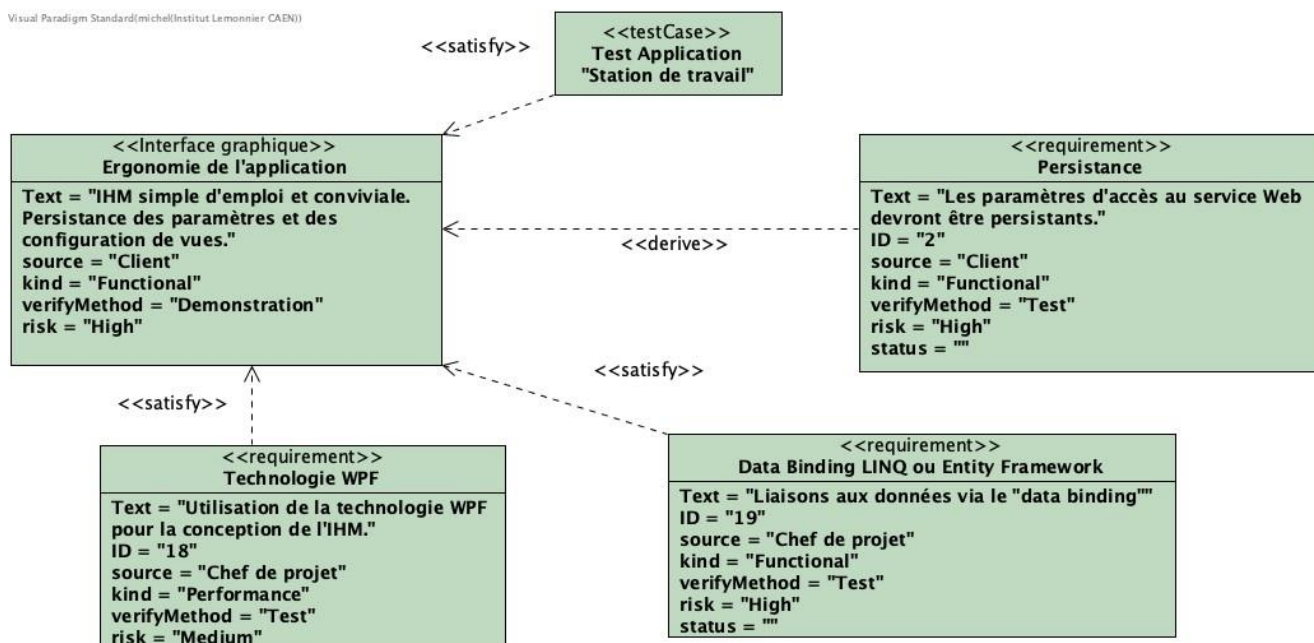 Visual Paradigm Standard(michel(Institut Lemonnier CAEN))
<<satisfy>>
<<testCase>>
Test Application
"Station de travail"
<<Interface graphique>>
Ergonomie de l'application
Text = "IHM simple d'emploi et conviviale.
Persistance des paramètres et des
configuration de vues."
source = "Client"
kind = "Functional"
verifyMethod = "Demonstration"
risk = "High"
<<derive>>
<<requirement>>
Persistance
Text = "Les paramètres d'accès au service Web
devront être persistants."
ID = "2"
source = "Client"
kind = "Functional"
verifyMethod = "Test"
risk = "High"
status = ""
<<satisfy>>
<<satisfy>>
<<requirement>>
Technologie WPF
Text = "Utilisation de la technologie WPF
pour la conception de l'IHM."
ID = "18"
source = "Chef de projet"
kind = "Performance"
verifyMethod = "Test"
risk = "Medium"
<<requirement>>
Data Binding LINQ ou Entity Framework
Text = "Liaisons aux données via le "data binding""
ID = "19"
source = "Chef de projet"
kind = "Functional"
verifyMethod = "Test"
risk = "High"
status = ""